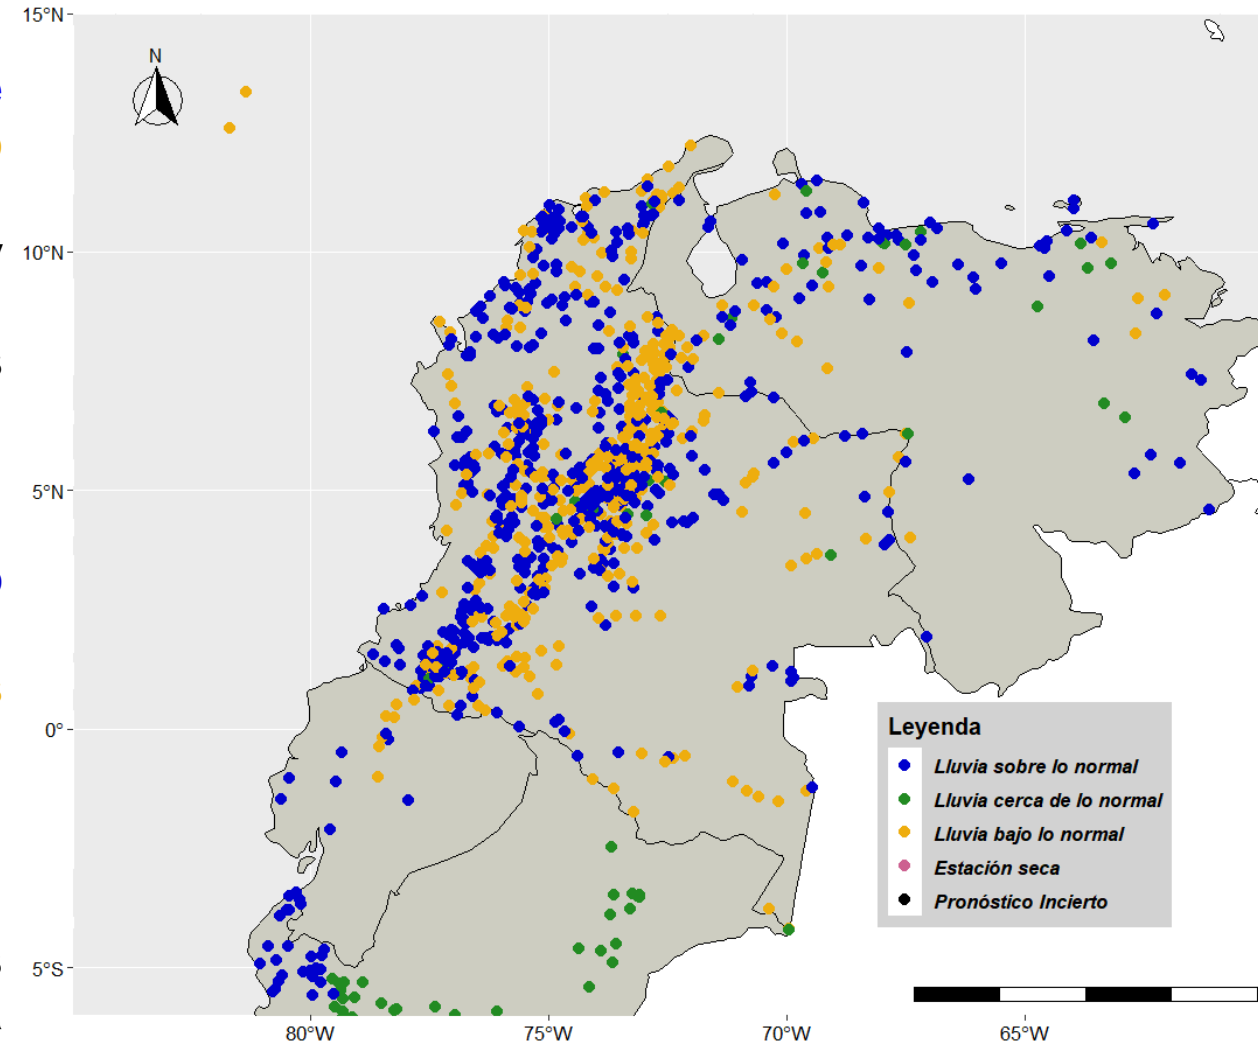 15°N
N
10°N
5°N
0°
5°S
80°W
75°W
70°W
65°W
Leyenda
Lluvia sobre lo normal
Lluvia cerca de lo normal
Lluvia bajo lo normal
Estación seca
Pronóstico Incierto